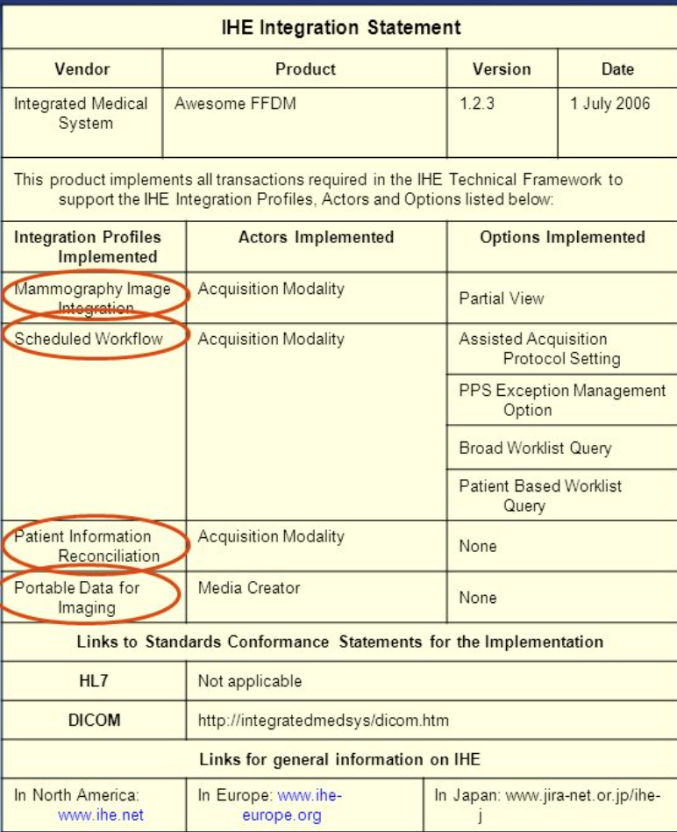 IHE Integration Statement
Vendor Product Version Date
Integrated Medical Awesome FFDM 1.2.3 1 July 2006
System
This product implements all transactions required in the IHE Technical Framework to
support the IHE Integration Profiles, Actors and Options listed below:
Integration Profiles Actors Implemented Options Implemented
Implemented
Mammography Image Acquisition Modality
Integration Partial View
Scheduled Workflow Acquisition Modality Assisted Acquisition
Protocol Setting
PPS Exception Management
Option
Broad Worklist Query
Patient Based Worklist
Query
Patient Information Acquisition Modality
Reconciliation None
Portable Data for Media Creator
Imaging None
Links to Standards Conformance Statements for the Implementation
HL7 Not applicable
DICOM http://integratedmedsys/dicom.htm
Links for general information on IHE
In North America: In Europe: www.ihe- In Japan: www.jira-net.or.jp/ihe-
www.ihe.net europe.org j